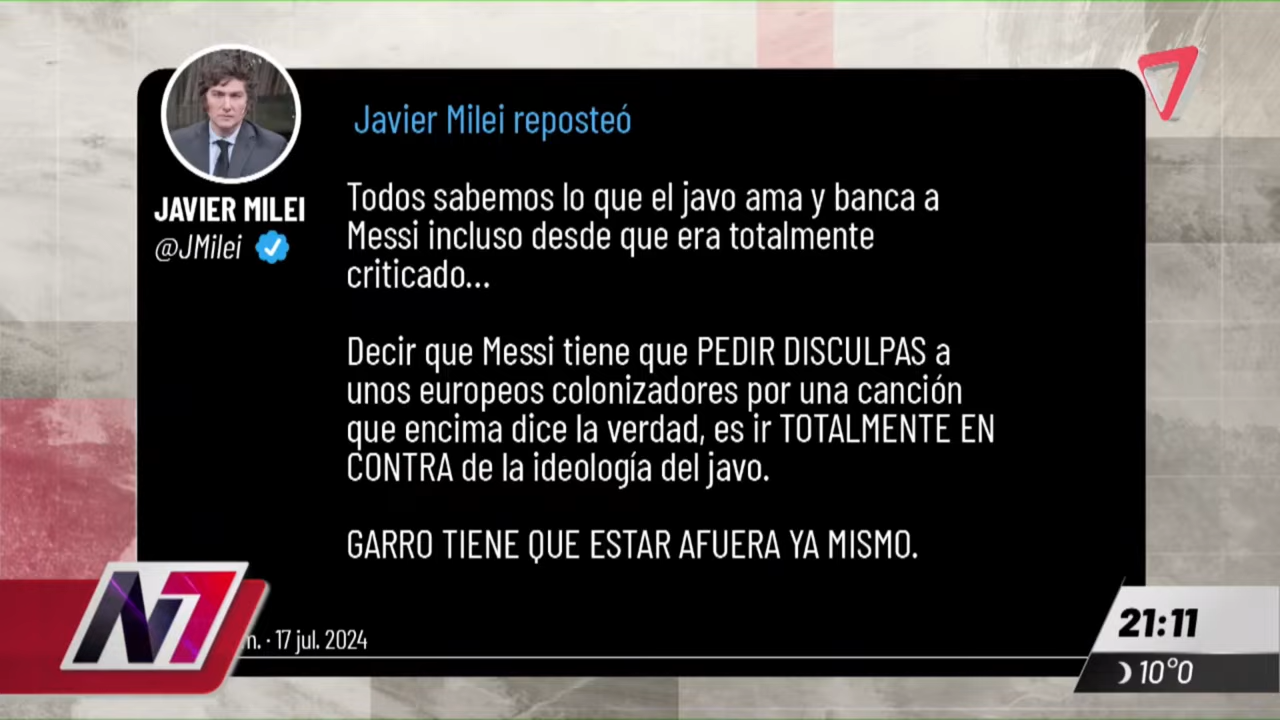 Javier Milei reposteó
JAVIER MILEI
@JMilei
Todos sabemos lo que el javo ama y banca a
Messi incluso desde que era totalmente
criticado...
Decir que Messi tiene que PEDIR DISCULPAS a
unos europeos colonizadores por una canción
que encima dice la verdad, es ir TOTALMENTE EN
CONTRA de la ideología del javo.
GARRO TIENE QUE ESTAR AFUERA YA MISMO.
m. · 17 jul. 2024
N7
21:11
10°0